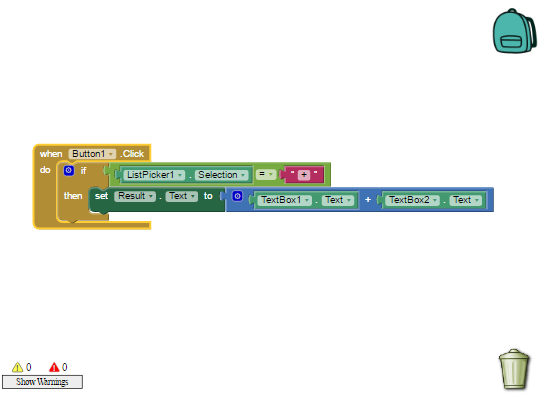 when Button1 .Click
do if ListPicker1 . Selection = " + "
then set Result . Text to TextBox1 . Text + TextBox2 . Text
0 0
Show Warnings